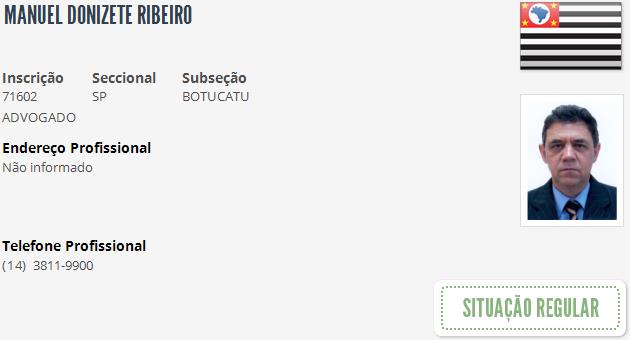 MANUEL DONIZETE RIBEIRO
Inscrição Seccional Subseção
71602 SP BOTUCATU
ADVOGADO
Endereço Profissional
Não informado
Telefone Profissional
(14) 3811-9900
SITUAÇÃO REGULAR